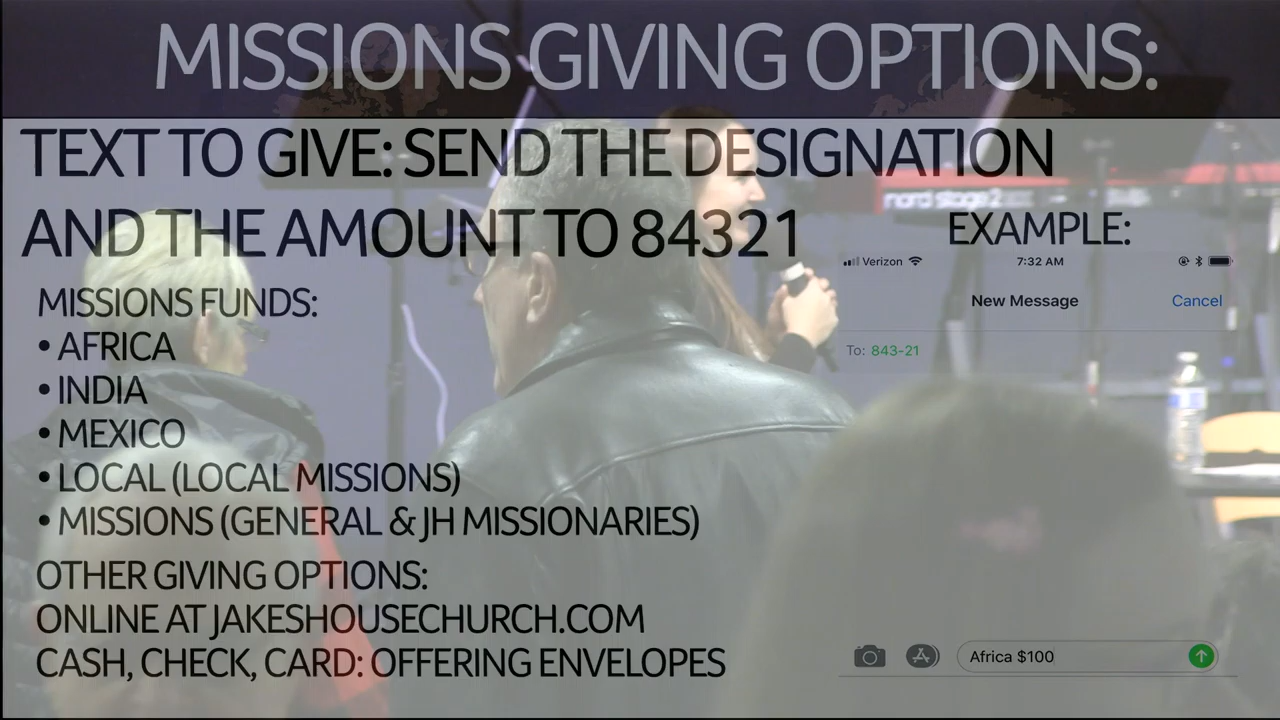 MISSIONS GIVING OPTIONS:
TEXT TO GIVE: SEND THE DESIGNATION
AND THE AMOUNT TO 84321
MISSIONS FUNDS:
• AFRICA
• INDIA
• MEXICO
• LOCAL (LOCAL MISSIONS)
• MISSIONS (GENERAL & JH MISSIONARIES)
OTHER GIVING OPTIONS:
ONLINE AT JAKESHOUSECHURCH.COM
CASH, CHECK, CARD: OFFERING ENVELOPES
nord stage 2
EXAMPLE:
Verizon 7:32 AM
New Message Cancel
To: 843-21
Africa $100